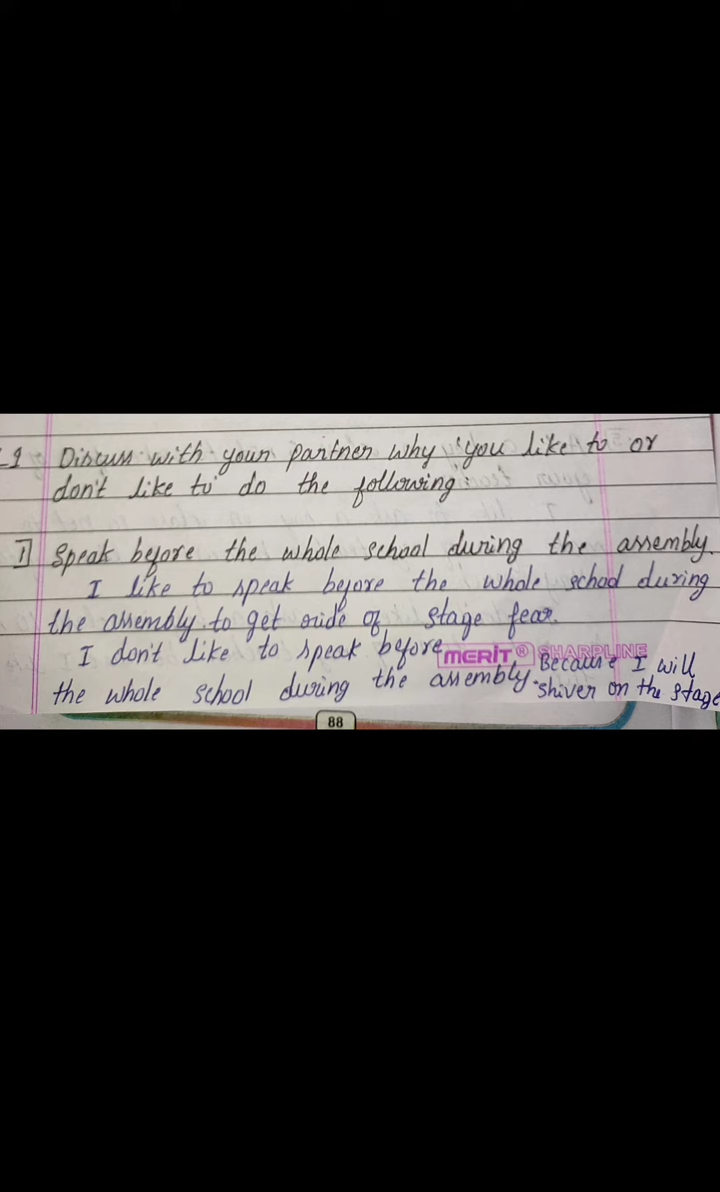 1 Discuss with your partner why 'you like to or
don't like to' do the following:
1] Speak before the whole school during the assembly.
I like to speak before the whole school during
the assembly. to get ride of stage fear.
I don't like to speak before
MERIT® SHARPLINE
the whole school during the assembly. Because I will
shiver on the stage
88